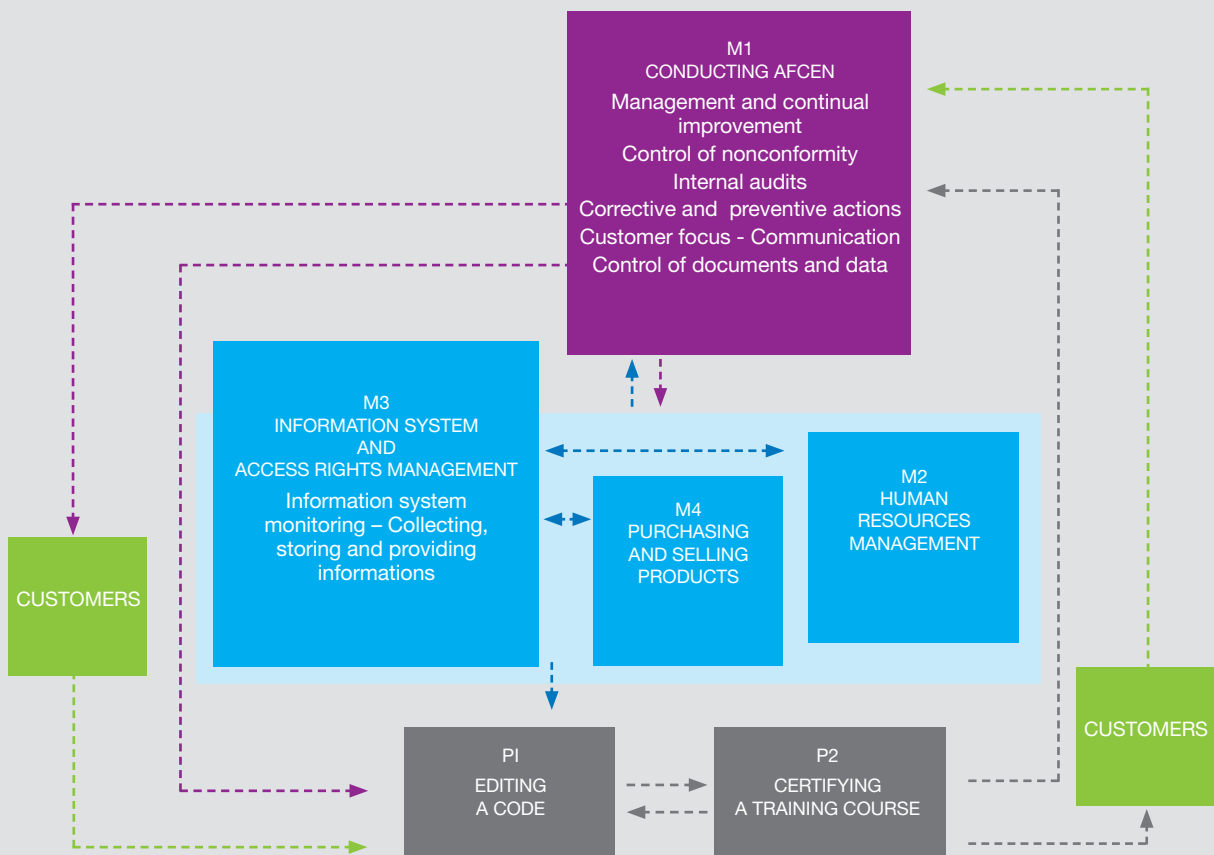 M1
CONDUCTING AFCEN
Management and continual
improvement
Control of nonconformity
Internal audits
Corrective and preventive actions
Customer focus - Communication
Control of documents and data
M3
INFORMATION SYSTEM
AND
ACCESS RIGHTS MANAGEMENT
Information system
monitoring – Collecting,
storing and providing
informations
M4
PURCHASING
AND SELLING
PRODUCTS
M2
HUMAN
RESOURCES
MANAGEMENT
CUSTOMERS
CUSTOMERS
PI
EDITING
A CODE
P2
CERTIFYING
A TRAINING COURSE